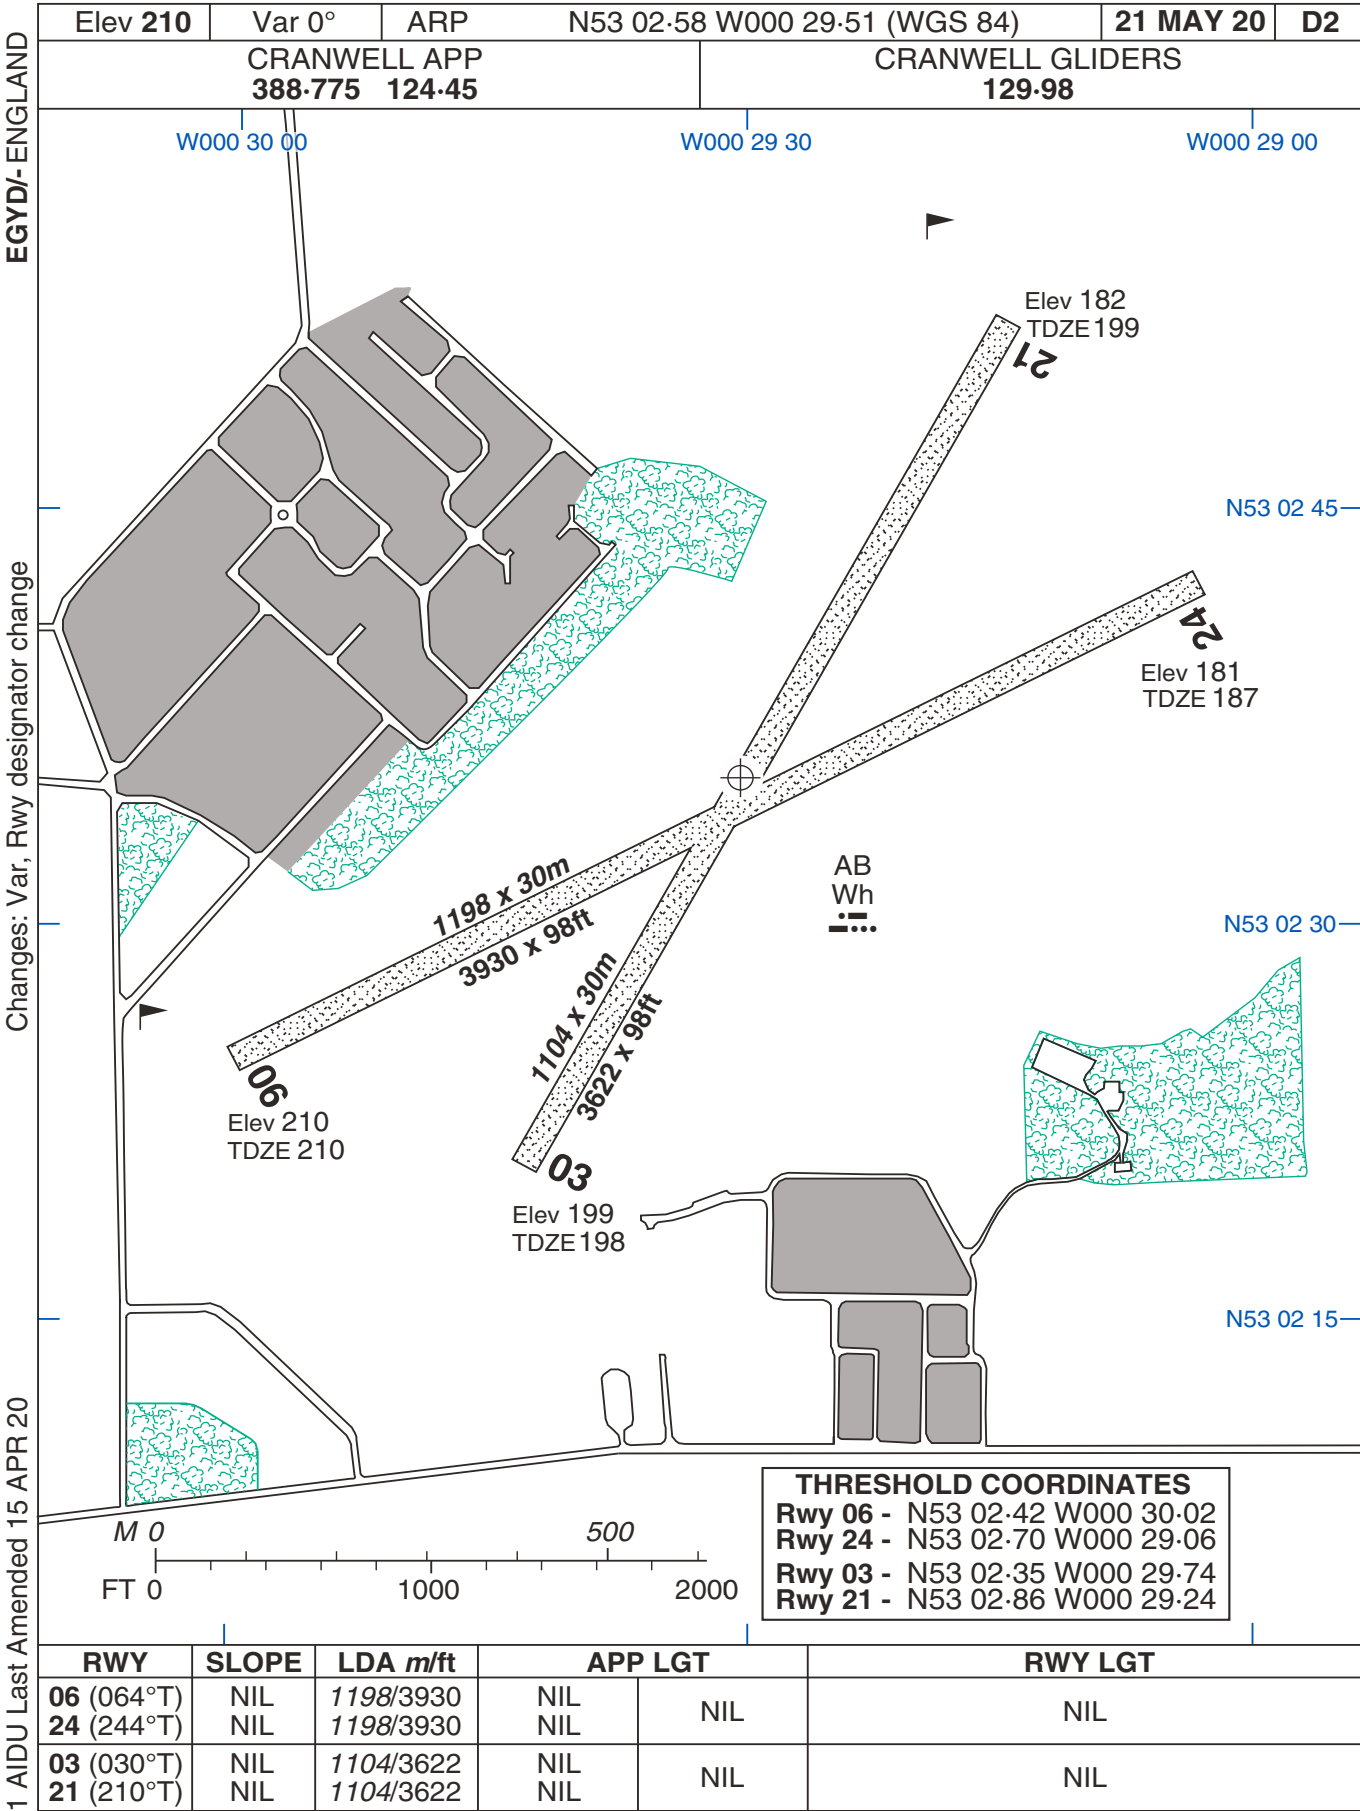 Elev 210 Var 0° ARP N53 02·58 W000 29·51 (WGS 84) 21 MAY 20 D2
CRANWELL APP
388·775 124·45
CRANWELL GLIDERS
129·98
EGYD/- ENGLAND
Changes: Var, Rwy designator change
1 AIDU Last Amended 15 APR 20
W000 30 00 W000 29 30 W000 29 00
Elev 182
TDZE 199
21
N53 02 45
24
Elev 181
TDZE 187
AB
Wh
N53 02 30
1198 x 30m
3930 x 98ft
1104 x 30m
3622 x 98ft
06
Elev 210
TDZE 210
03
Elev 199
TDZE 198
N53 02 15
THRESHOLD COORDINATES
Rwy 06 - N53 02·42 W000 30·02
Rwy 24 - N53 02·70 W000 29·06
Rwy 03 - N53 02·35 W000 29·74
Rwy 21 - N53 02·86 W000 29·24
M 0 500
FT 0 1000 2000
RWY SLOPE LDA m/ft APP LGT RWY LGT
06 (064°T) NIL 1198/3930 NIL NIL NIL
24 (244°T) NIL 1198/3930 NIL
03 (030°T) NIL 1104/3622 NIL NIL NIL
21 (210°T) NIL 1104/3622 NIL